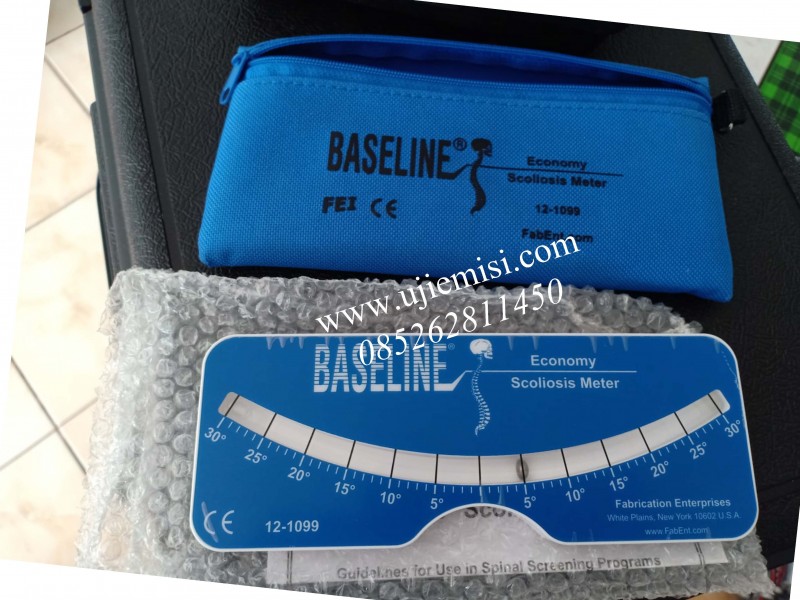 BASELINE®
Economy
Scoliosis Meter
FEI CE
12-1099
FabEnt.com
www.ujiemisi.com
085262811450
BASELINE®
Economy
Scoliosis Meter
30° 25° 20° 15° 10° 5° 5° 10° 15° 20° 25° 30°
CE 12-1099
Fabrication Enterprises
White Plains, New York 10602 U.S.A.
www.FabEnt.com
Guidelines for Use in Spinal Screening Programs